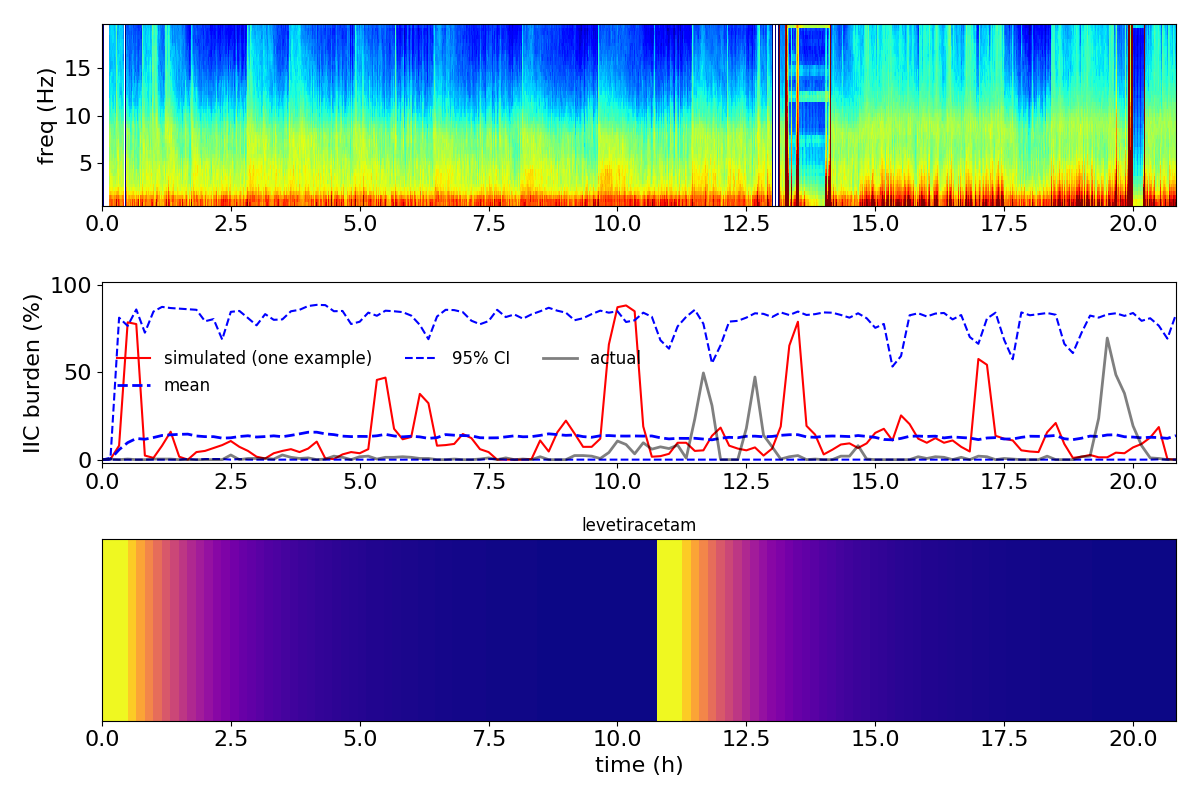 15
10
5
freq (Hz)
0.0 2.5 5.0 7.5 10.0 12.5 15.0 17.5 20.0
100
50
0
IIC burden (%)
simulated (one example) 95% CI actual
mean
0.0 2.5 5.0 7.5 10.0 12.5 15.0 17.5 20.0
levetiracetam
0.0 2.5 5.0 7.5 10.0 12.5 15.0 17.5 20.0
time (h)